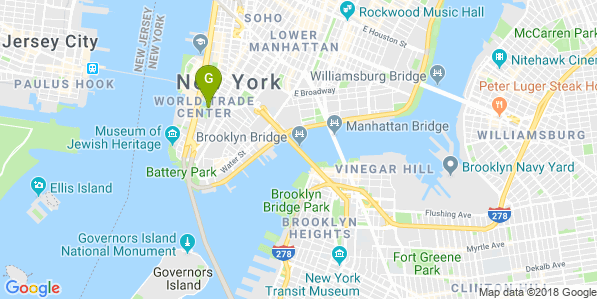 SOHO
Rockwood Music Hall
E Houston St
LOWER
MANHATTAN
McCarren Park
Jersey City
NEW JERSEY
NEW YORK
Nitehawk Cinem
PAULUS HOOK
New York
G
Williamsburg Bridge
E Broadway
Peter Luger Steak Ho
WORLD TRADE
CENTER
Museum of
Jewish Heritage
Brooklyn Bridge
Manhattan Bridge
WILLIAMSBURG
Water St
Battery Park
VINEGAR HILL
Brooklyn Navy Yard
Ellis Island
Brooklyn
Bridge Park
BROOKLYN
HEIGHTS
Flushing Ave
278
Governors Island
National Monument
278
Myrtle Ave
Fort Greene
Park
DeKalb Ave
Governors
Island
New York
Transit Museum
CLINTON HILL
Google
Map data ©2018 Google